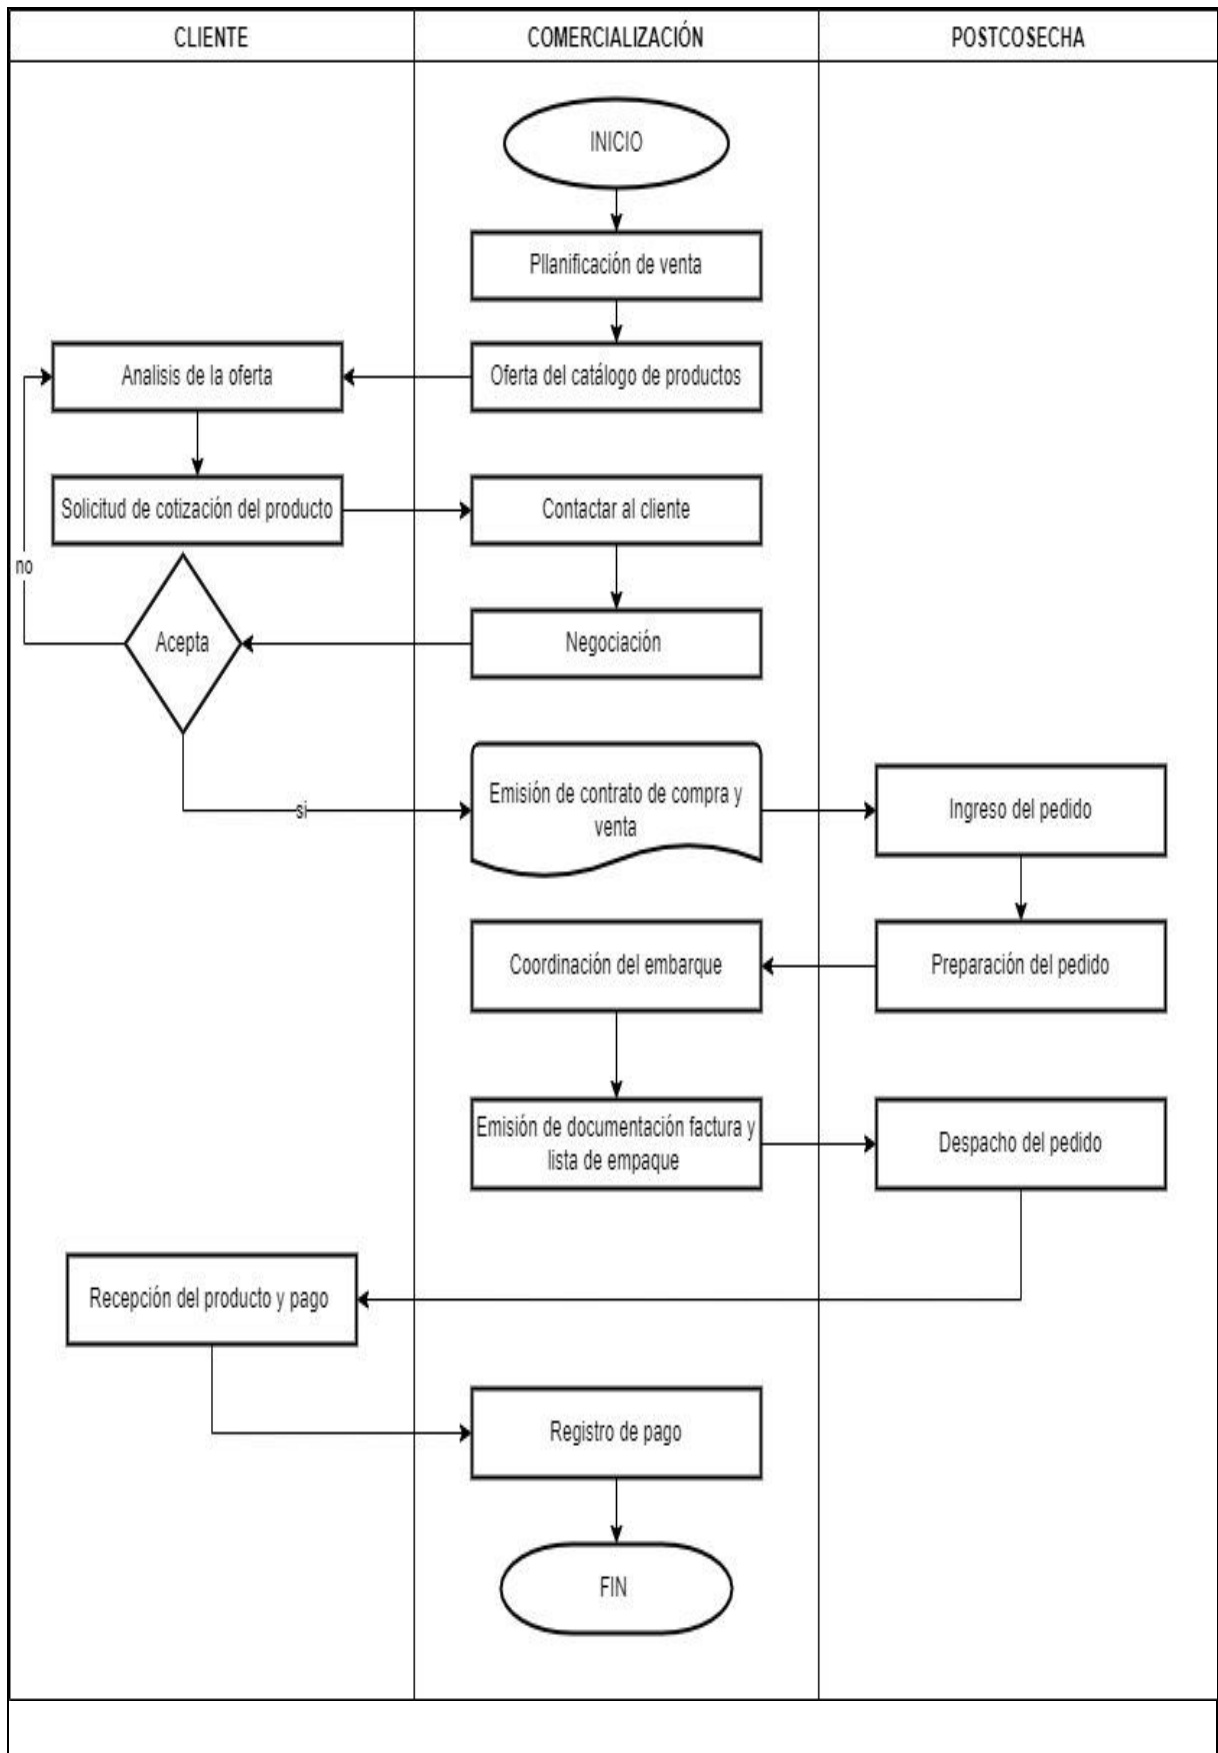 CLIENTE
COMERCIALIZACIÓN
POSTCOSECHA
INICIO
Pllanificación de venta
Analisis de la oferta
Oferta del catálogo de productos
Solicitud de cotización del producto
Contactar al cliente
no
Acepta
Negociación
si
Emisión de contrato de compra y
venta
Ingreso del pedido
Coordinación del embarque
Preparación del pedido
Emisión de documentación factura y
lista de empaque
Despacho del pedido
Recepción del producto y pago
Registro de pago
FIN